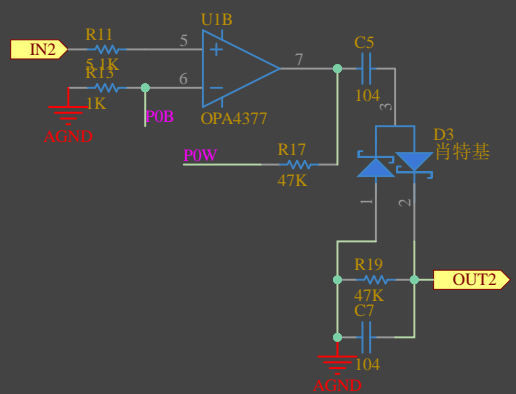 U1B
R11
IN2
5
7
C5
5.1K
R13
6
104
3
1K
P0B
OPA4377
AGND
D3
肖特基
R17
P0W
47K
1
2
R19
OUT2
47K
C7
104
AGND